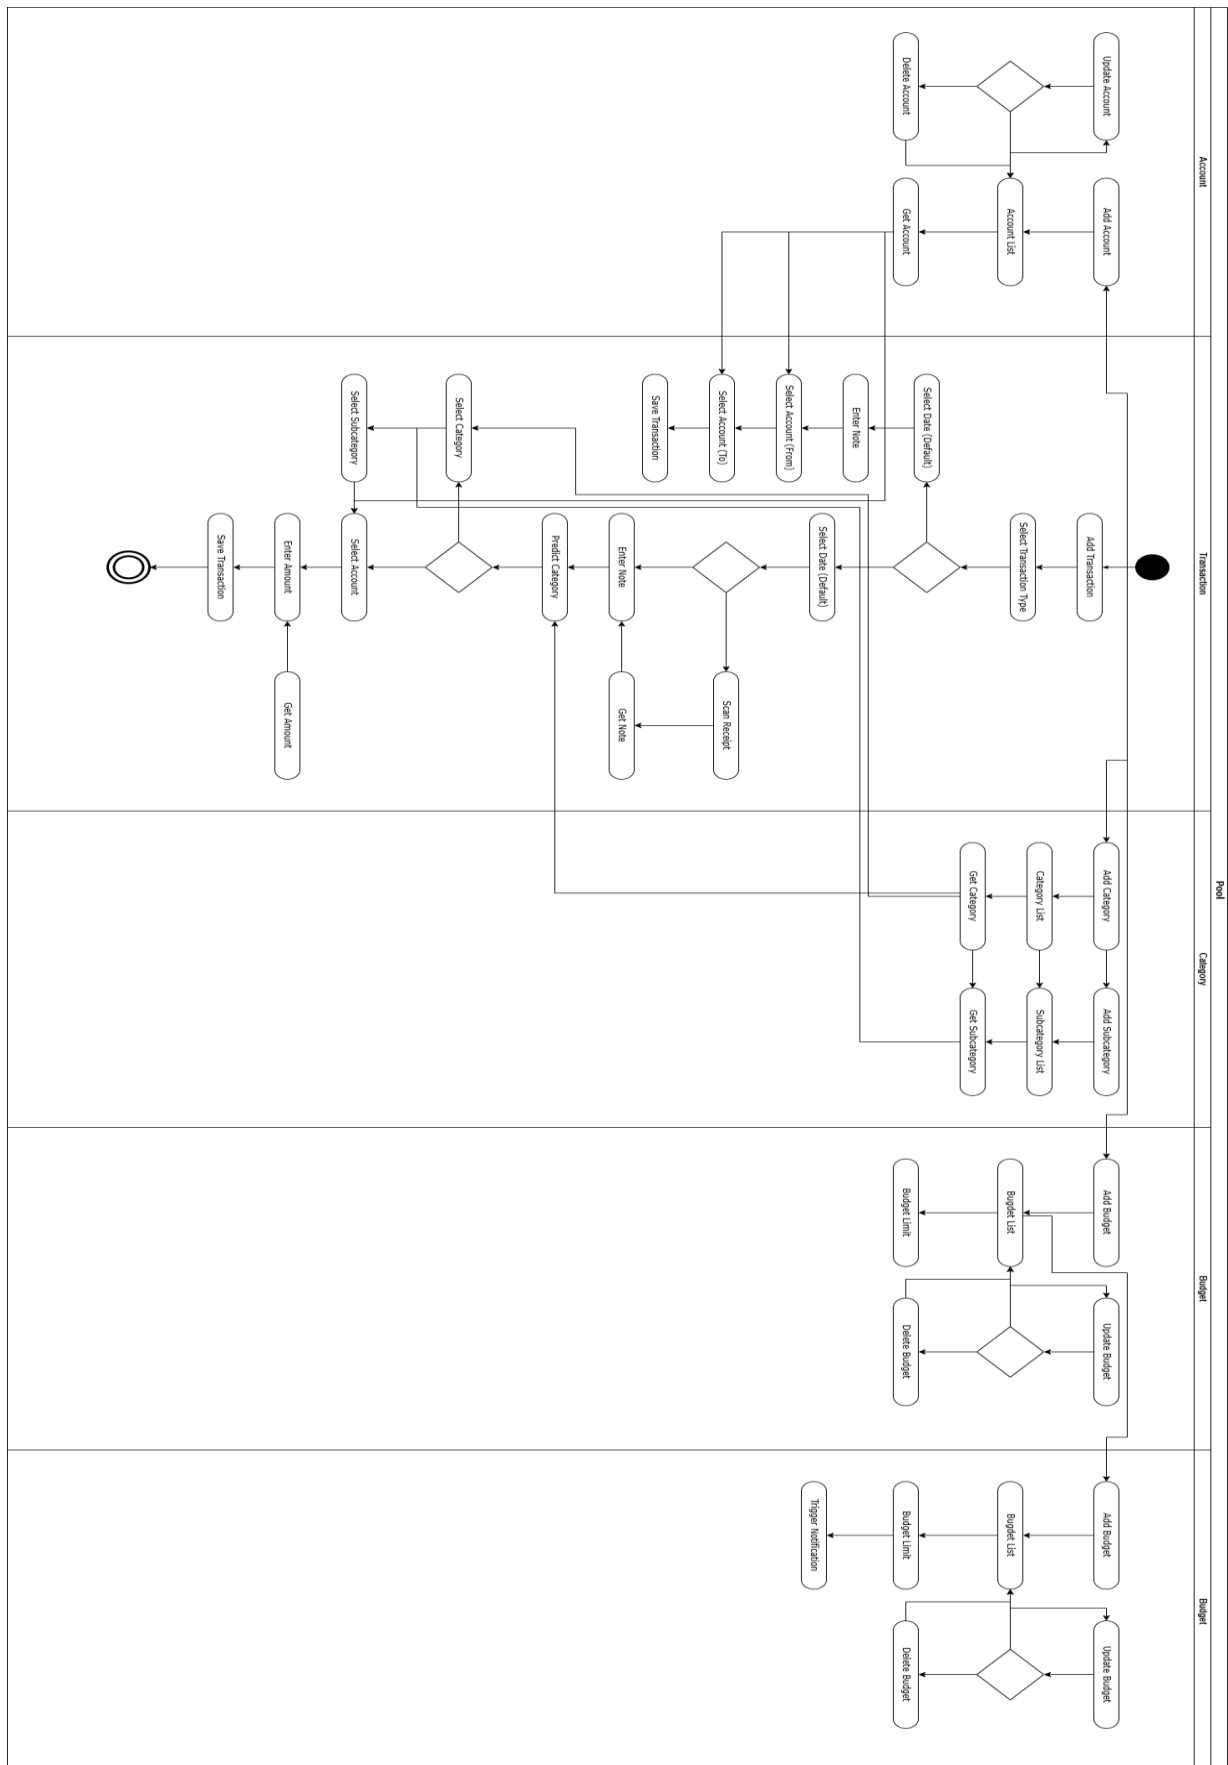 Pool
Account
Transaction
Category
Budget
Budget
Update Account
Delete Account
Add Account
Account List
Get Account
Add Transaction
Select Transaction Type
Select Date (Default)
Enter Note
Select Account (From)
Select Account (To)
Save Transaction
Select Date (Default)
Scan Receipt
Get Note
Enter Note
Predict Category
Select Category
Select Subcategory
Select Account
Enter Amount
Get Amount
Save Transaction
Add Category
Category List
Get Category
Add Subcategory
Subcategory List
Get Subcategory
Add Budget
Bugdet List
Budget Limit
Update Budget
Delete Budget
Add Budget
Bugdet List
Budget Limit
Trigger Notification
Update Budget
Delete Budget